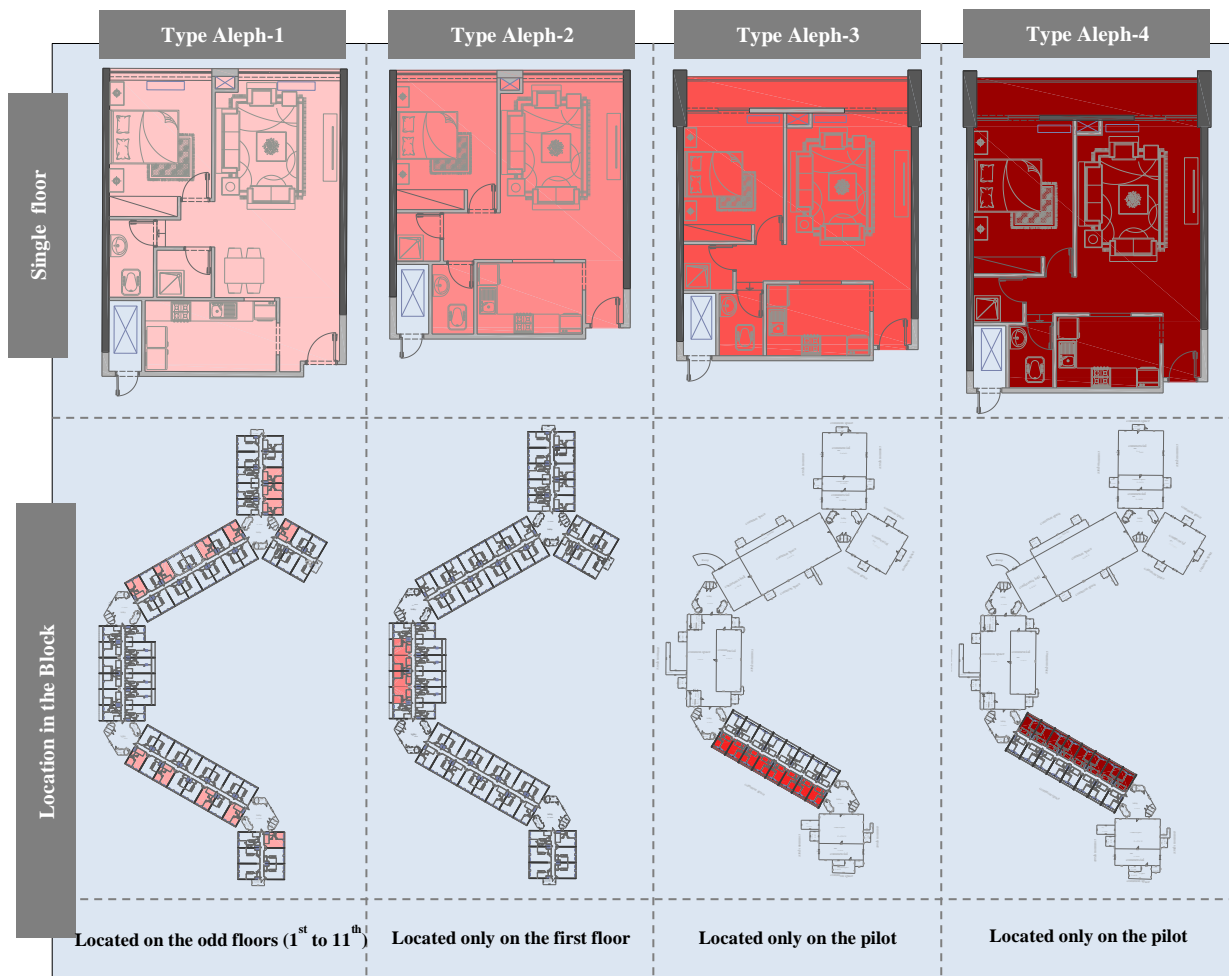 Type Aleph-1
Type Aleph-2
Type Aleph-3
Type Aleph-4
Single floor
Location in the Block
Located on the odd floors (1st to 11th)
Located only on the first floor
Located only on the pilot
Located only on the pilot